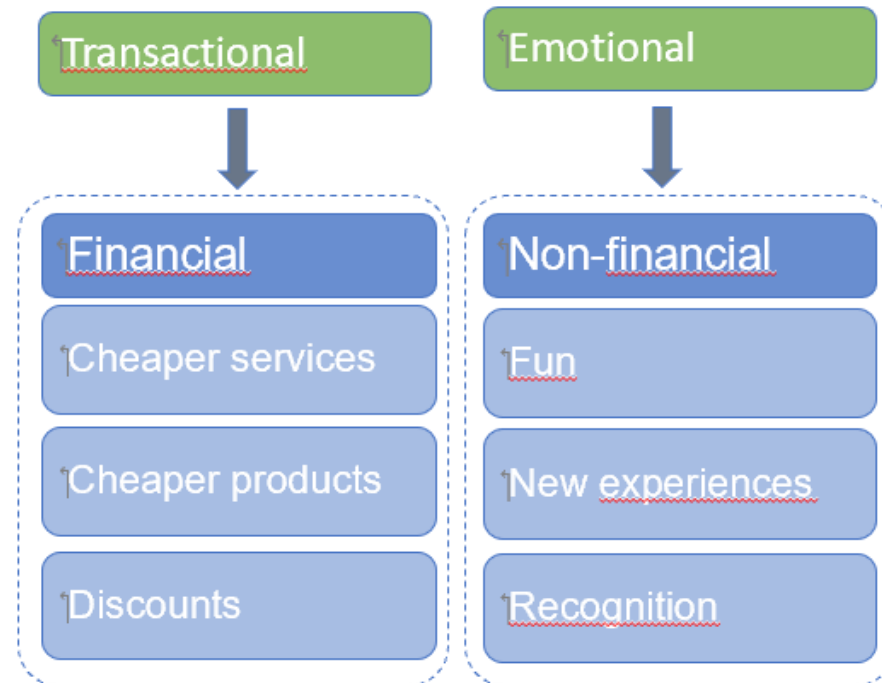 Transactional
Financial
Cheaper services
Cheaper products
Discounts
Emotional
Non-financial
Fun
New experiences
Recognition